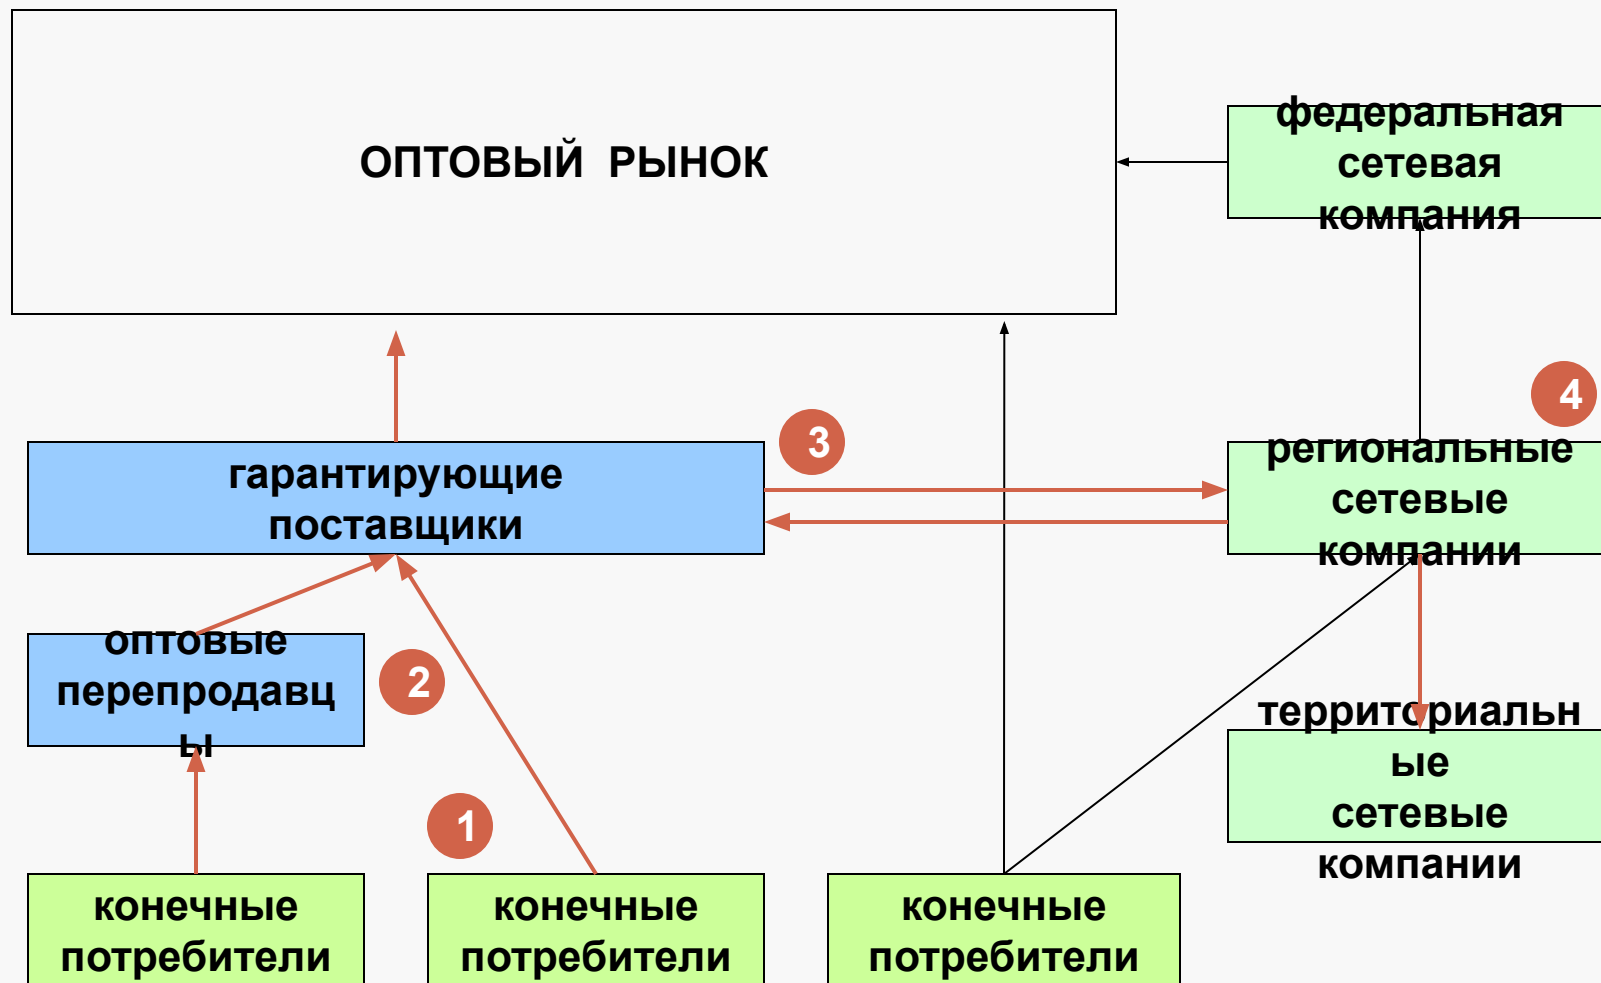 ОПТОВЫЙ РЫНОК
федеральная
сетевая
компания
3
4
гарантирующие
поставщики
региональные
сетевые
компании
оптовые
перепродавц
ы
2
территориальн
ые
сетевые
компании
1
конечные
потребители
конечные
потребители
конечные
потребители